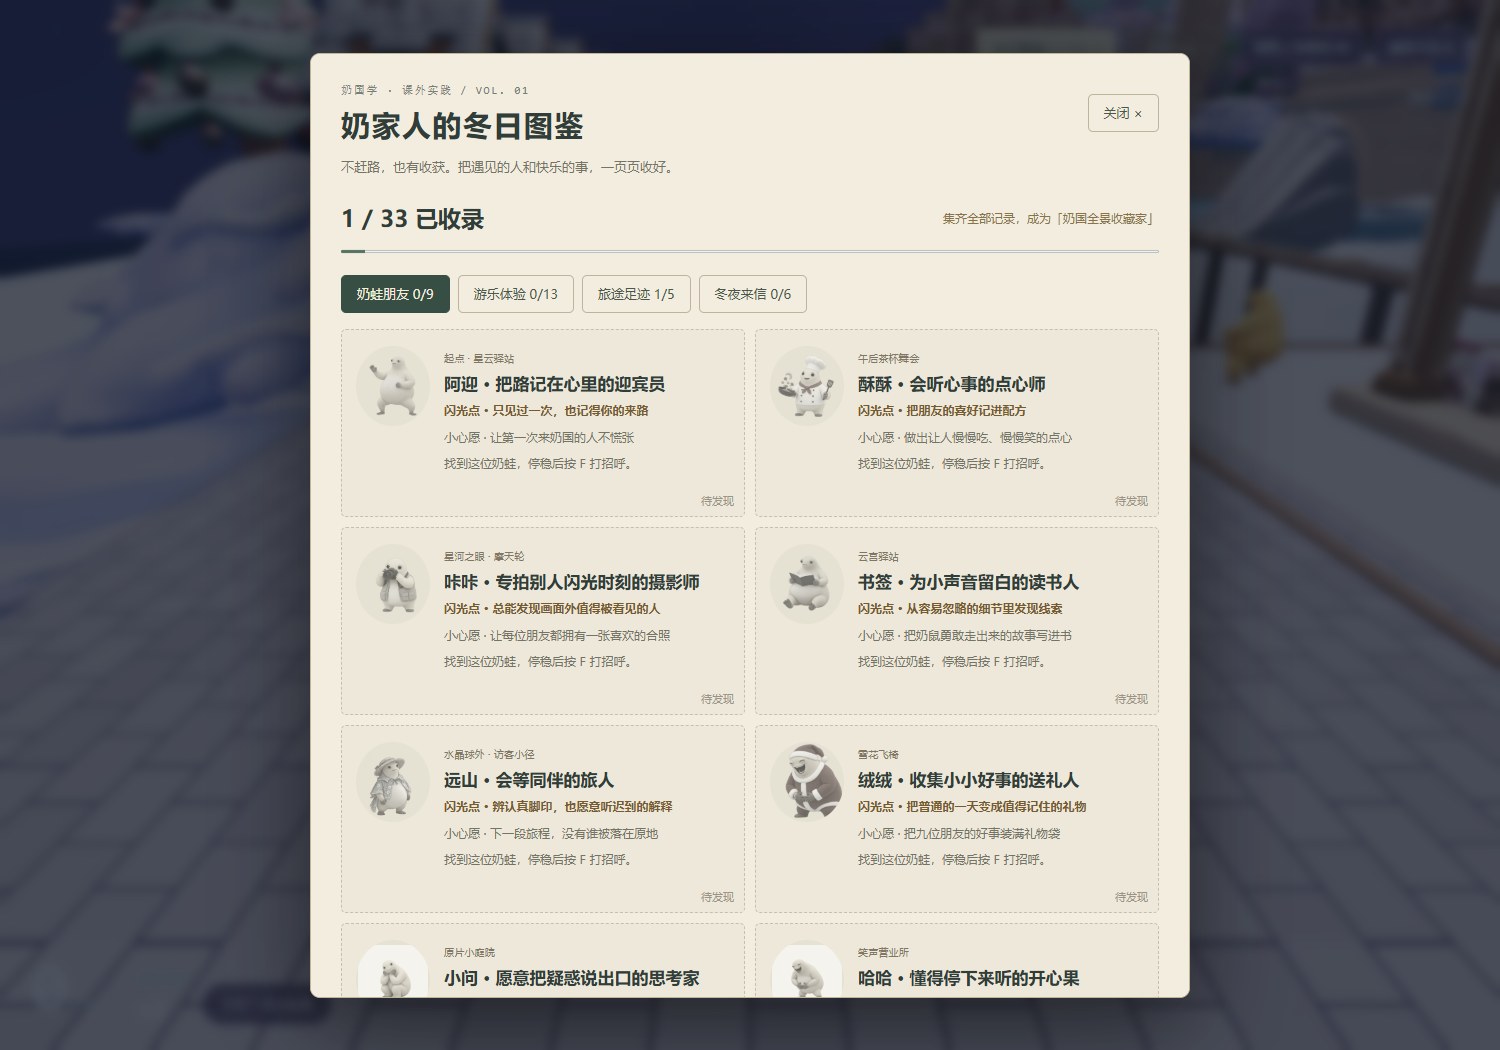 奶国学 · 课外实践 / VOL. 01
奶家人的冬日图鉴
关闭 ×
不赶路，也有收获。把遇见的人和快乐的事，一页页收好。
1 / 33 已收录
集齐全部记录，成为「奶国全景收藏家」
奶蛙朋友 0/9
游乐体验 0/13
旅途足迹 1/5
冬夜来信 0/6
起点 · 星云驿站
阿迎 · 把路记在心里的迎宾员
闪光点 · 只见过一次，也记得你的来路
小心愿 · 让第一次来奶国的人不慌张
找到这位奶蛙，停稳后按 F 打招呼。
待发现
午后茶杯舞会
酥酥 · 会听心事的点心师
闪光点 · 把朋友的喜好记进配方
小心愿 · 做出让人慢慢吃、慢慢笑的点心
找到这位奶蛙，停稳后按 F 打招呼。
待发现
星河之眼 · 摩天轮
咔咔 · 专拍别人闪光时刻的摄影师
闪光点 · 总能发现画面外值得被看见的人
小心愿 · 让每位朋友都拥有一张喜欢的合照
找到这位奶蛙，停稳后按 F 打招呼。
待发现
云宫驿站
书签 · 为小声音留白的读书人
闪光点 · 从容易忽略的细节里发现线索
小心愿 · 把奶鼠勇敢走出来的故事写进书
找到这位奶蛙，停稳后按 F 打招呼。
待发现
水晶球外 · 访客小径
远山 · 会等同伴的旅人
闪光点 · 辨认真脚印，也愿意听迟到的解释
小心愿 · 下一段旅程，没有谁被落在原地
找到这位奶蛙，停稳后按 F 打招呼。
待发现
雪花飞椅
绒绒 · 收集小小好事的送礼人
闪光点 · 把普通的一天变成值得记住的礼物
小心愿 · 把九位朋友的好事装满礼物袋
找到这位奶蛙，停稳后按 F 打招呼。
待发现
原片小庭院
小问 · 愿意把疑惑说出口的思考家
笑声营业所
哈哈 · 懂得停下来听的开心果